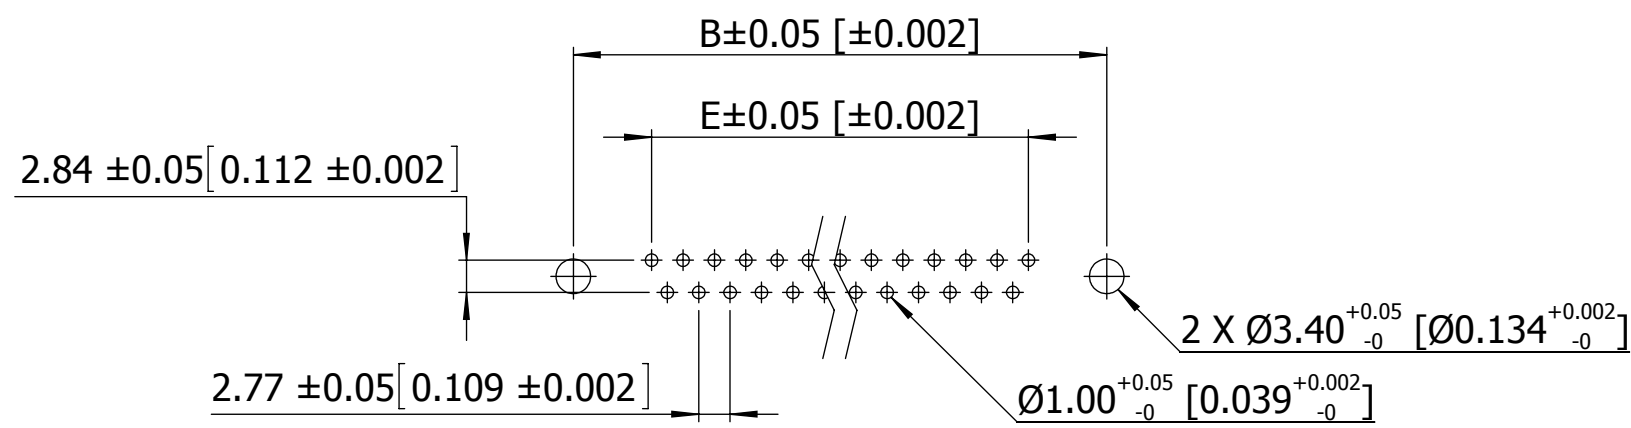 B±0.05 [±0.002]
E±0.05 [±0.002]
2.84 ±0.05[0.112 ±0.002]
2 X Ø3.40 +0.05 -0 [Ø0.134 +0.002 -0]
2.77 ±0.05[0.109 ±0.002]
Ø1.00 +0.05 -0 [0.039 +0.002 -0]